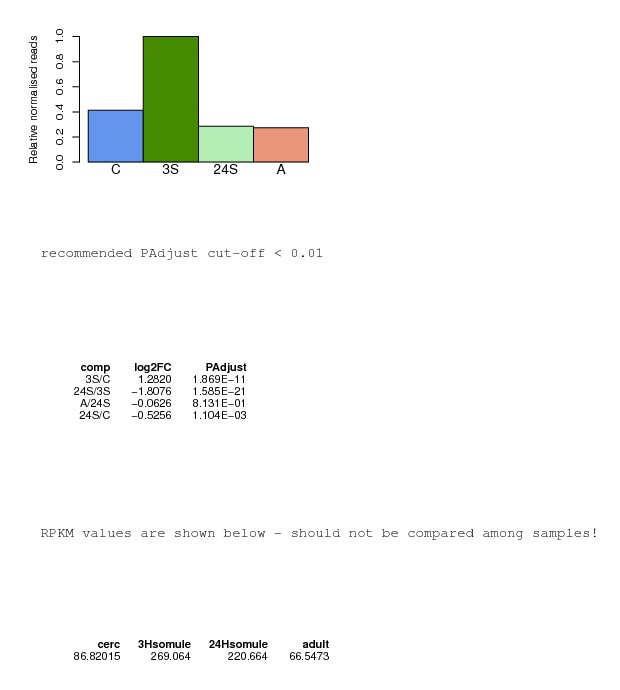 Relative normalised reads
1.0
0.8
0.6
0.4
0.2
0.0
C 3S 24S A
recommended PAdjust cut-off < 0.01
comp log2FC PAdjust
3S/C 1.2820 1.869E−11
24S/3S −1.8076 1.585E−21
A/24S −0.0626 8.131E−01
24S/C −0.5256 1.104E−03
RPKM values are shown below - should not be compared among samples!
cerc 3Hsomule 24Hsomule adult
86.82015 269.064 220.664 66.5473